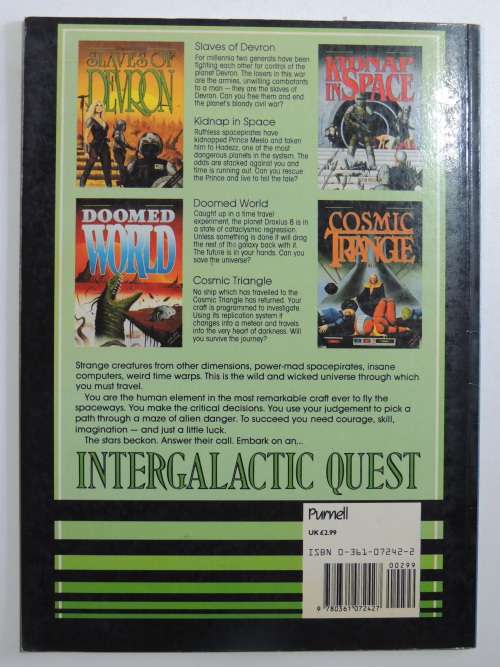 SLAVES OF
DEVRON
Slaves of Devron
For millennia two generals have been
fighting each other for control of the
planet Devron. The losers in this war
are the armies, unwilling combatants
to a man — they are the slaves of
Devron. Can you free them and end
the planet's bloody civil war?
KIDNAP
IN SPACE
Kidnap in Space
Ruthless spacepirates have
kidnapped Prince Meslo and taken
him to Hadezz, one of the most
dangerous planets in the system. The
odds are stacked against you and
time is running out. Can you rescue
the Prince and live to tell the tale?
DOOMED
WORLD
Doomed World
Caught up in a time travel
experiment, the planet Draxius 8 is in
a state of cataclysmic regression.
Unless something is done it will drag
the rest of the galaxy back with it.
The future is in your hands. Can you
save the universe?
COSMIC
TRIANGLE
Cosmic Triangle
No ship which has travelled to the
Cosmic Triangle has returned. Your
craft is programmed to investigate.
Using its replication system it
changes into a meteor and travels
into the very heart of darkness. Will
you survive the journey?
Strange creatures from other dimensions, power-mad spacepirates, insane
computers, weird time warps. This is the wild and wicked universe through which
you must travel.
You are the human element in the most remarkable craft ever to fly the
spaceways. You make the critical decisions. You use your judgement to pick a
path through a maze of alien danger. To succeed you need courage, skill,
imagination — and just a little luck.
The stars beckon. Answer their call. Embark on an...
INTERGALACTIC QUEST
Purnell
UK £2.99
ISBN 0-361-07242-2
00299
9 780361 072427